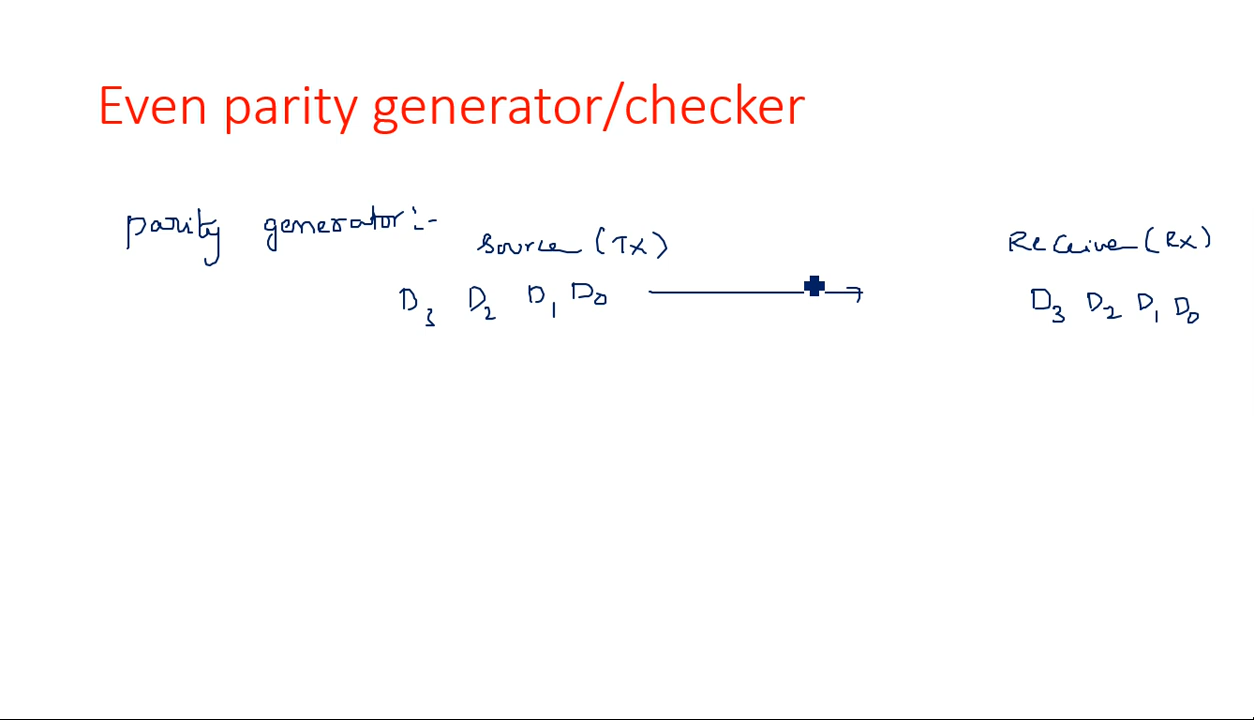 Even parity generator/checker
parity generator:-
Source (Tx) Receiver (Rx)
D3 D2 D1 D0 D3 D2 D1 D0